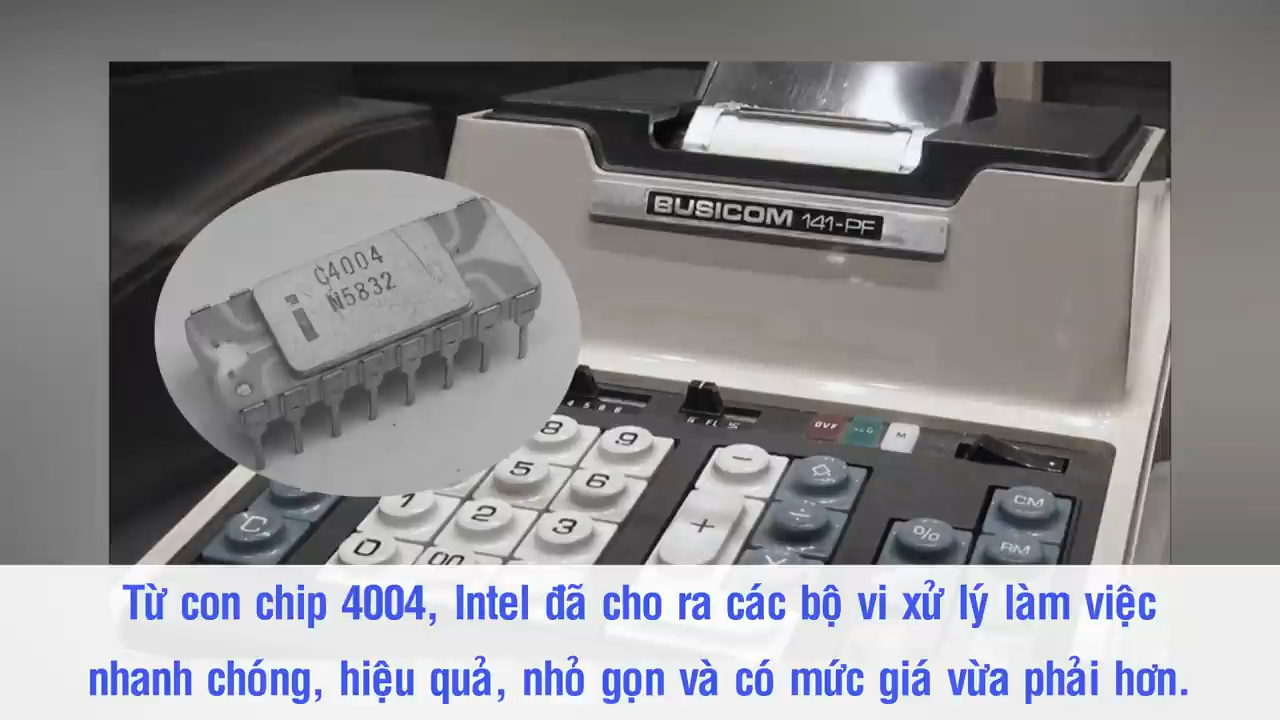 BUSICOM 141-PF
C4004
N5832
OVF
M
8
9
5
6
1
2
3
0
00
C
+
−
÷
%
CM
RM
Từ con chip 4004, Intel đã cho ra các bộ vi xử lý làm việc
nhanh chóng, hiệu quả, nhỏ gọn và có mức giá vừa phải hơn.